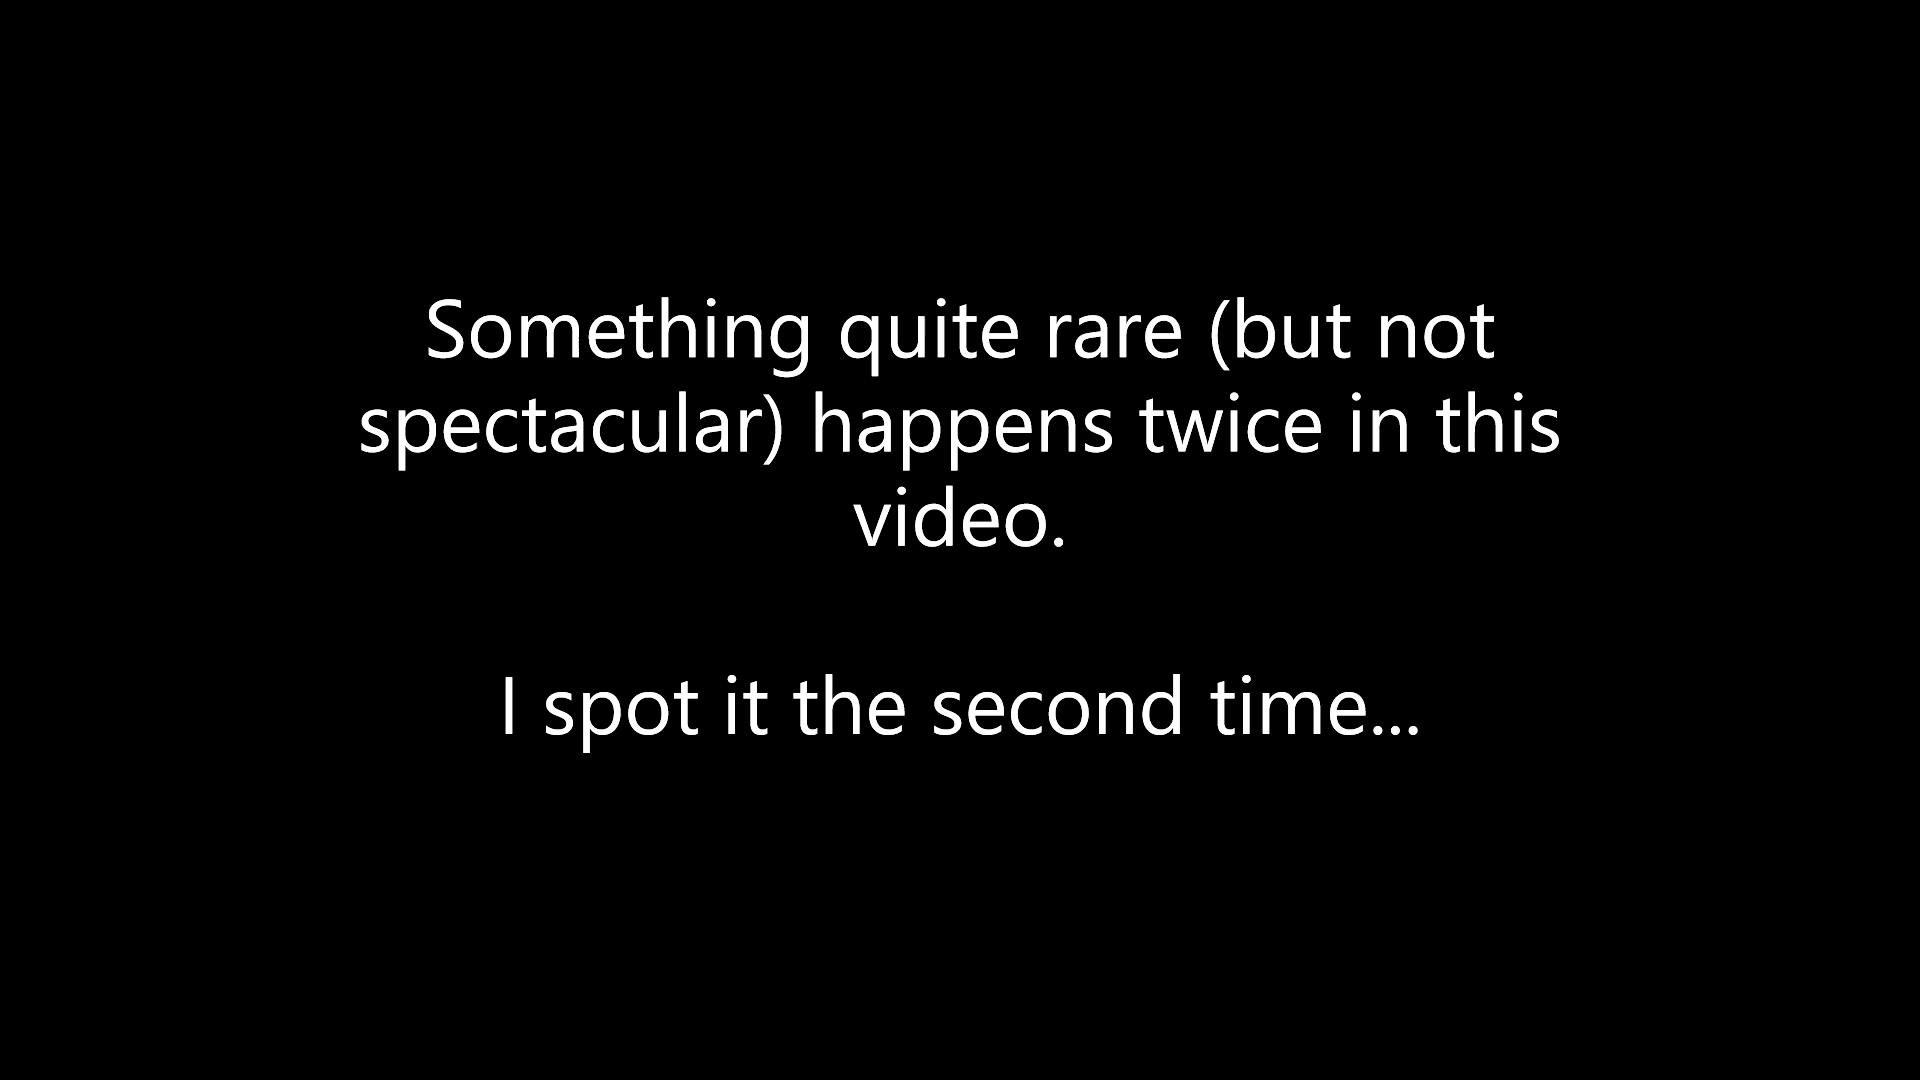 Something quite rare (but not
spectacular) happens twice in this
video.
I spot it the second time...